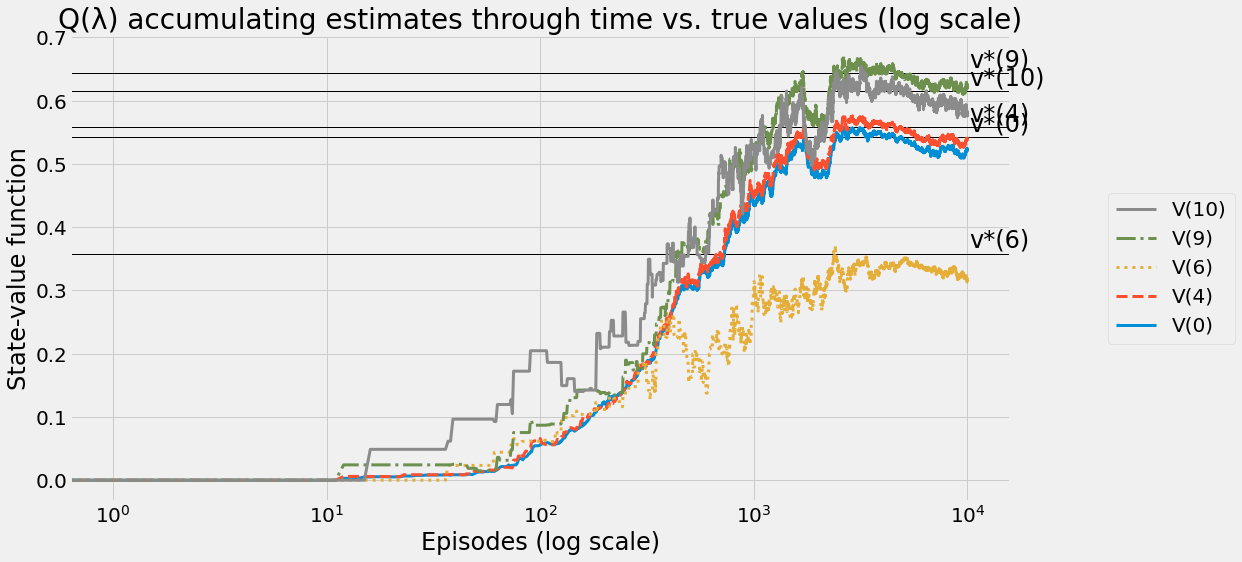 Q(λ) accumulating estimates through time vs. true values (log scale)
0.7
0.6
0.5
0.4
0.3
0.2
0.1
0.0
State-value function
v*(9)
v*(10)
v*(4)
v*(0)
v*(6)
V(10)
V(9)
V(6)
V(4)
V(0)
10⁰
10¹
10²
10³
10⁴
Episodes (log scale)